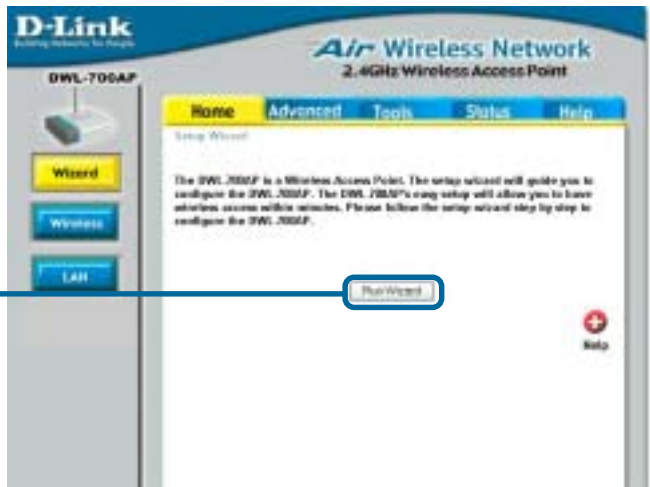 D-Link
Building Networks for People
Air Wireless Network
2.4GHz Wireless Access Point
DWL-700AP
Home Advanced Tools Status Help
Setup Wizard
Wizard
The DWL-700AP is a Wireless Access Point. The setup wizard will guide you to
configure the DWL-700AP. The DWL-700AP's easy setup will allow you to have
wireless access within minutes. Please follow the setup wizard step by step to
configure the DWL-700AP.
Wireless
LAN
Run Wizard
Help